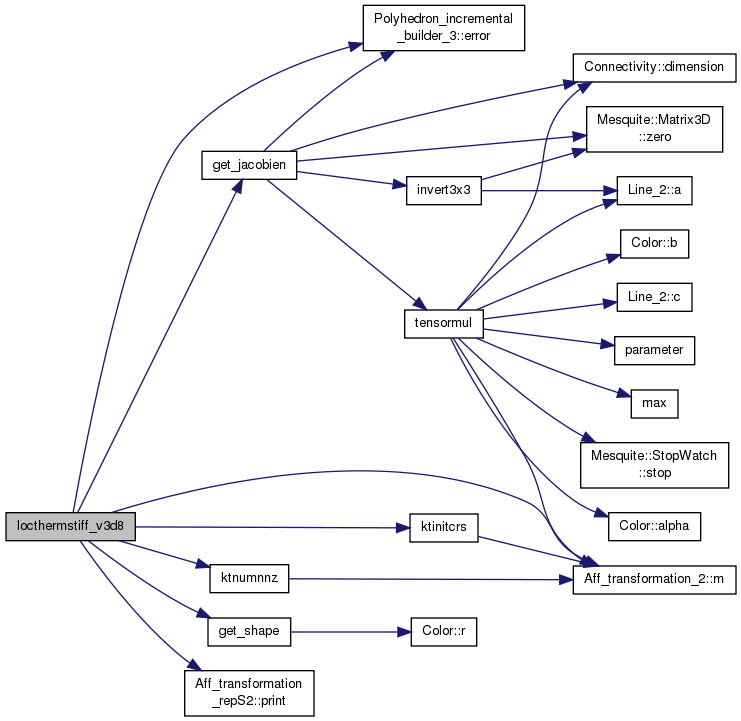 Polyhedron_incremental
_builder_3::error
Connectivity::dimension
Mesquite::Matrix3D
::zero
get_jacobien
invert3x3
Line_2::a
Color::b
Line_2::c
tensormul
parameter
max
Mesquite::StopWatch
::stop
locthermstiff_v3d8
ktinitcrs
Color::alpha
ktnumnnz
Aff_transformation_2::m
get_shape
Color::r
Aff_transformation
_repS2::print